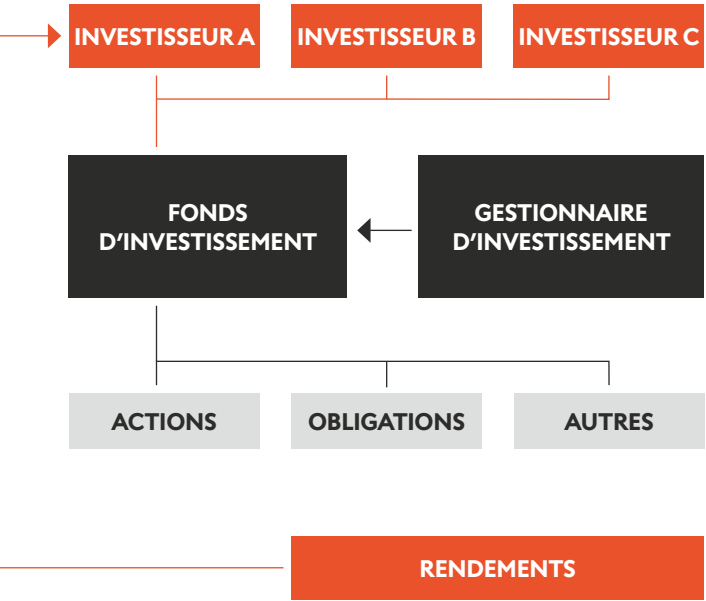 INVESTISSEUR A
INVESTISSEUR B
INVESTISSEUR C
FONDS
D’INVESTISSEMENT
GESTIONNAIRE
D’INVESTISSEMENT
ACTIONS
OBLIGATIONS
AUTRES
RENDEMENTS